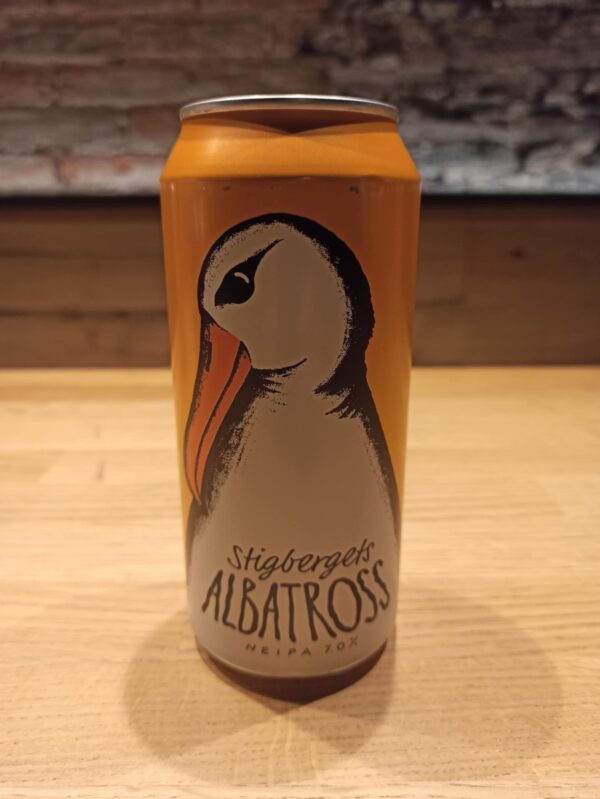 Stigbergets
ALBATROSS
NEIPA 7.0%